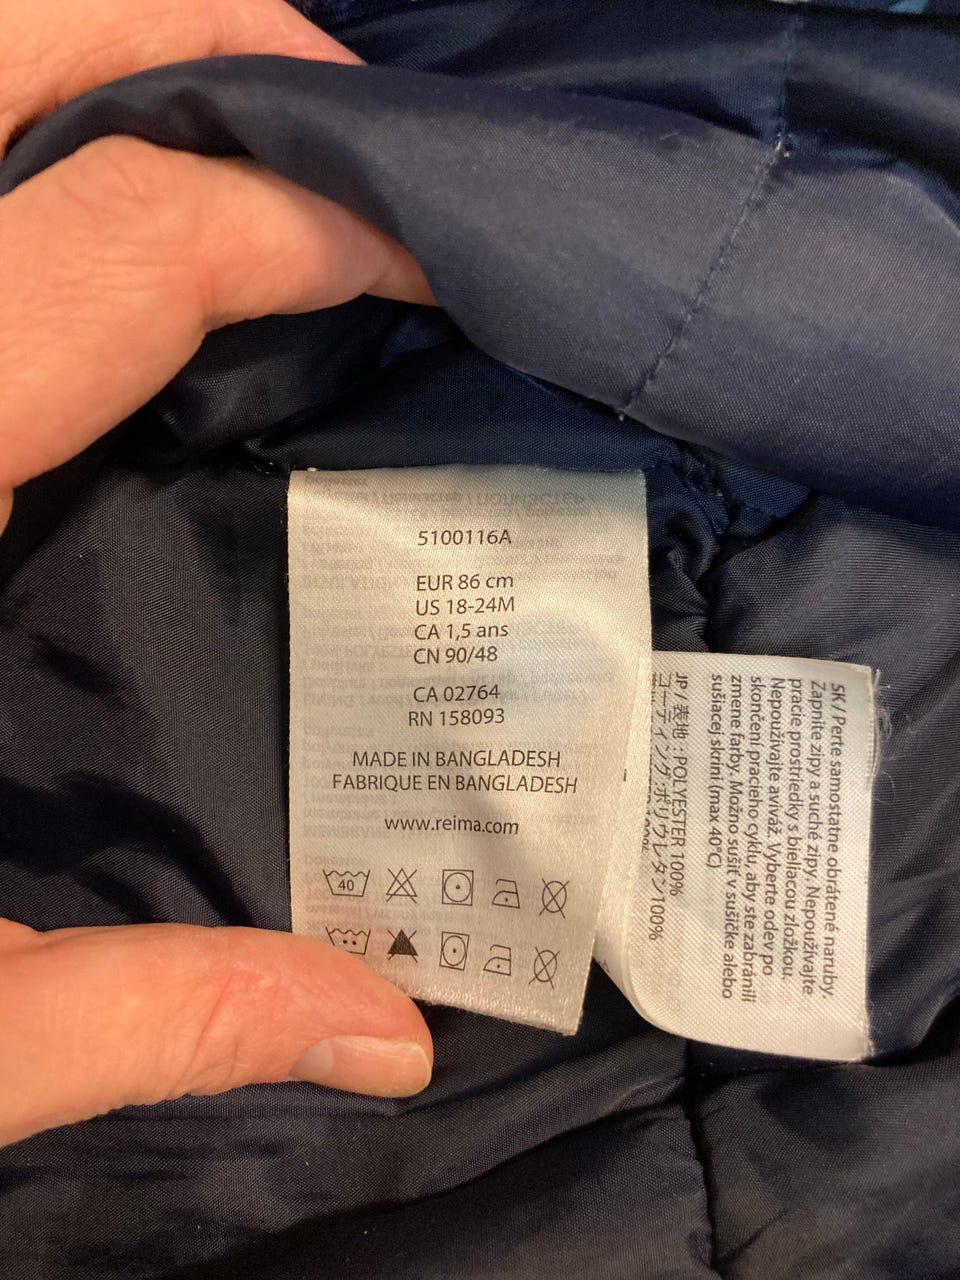 5100116A
EUR 86 cm
US 18-24M
CA 1,5 ans
CN 90/48
CA 02764
RN 158093
MADE IN BANGLADESH
FABRIQUE EN BANGLADESH
www.reima.com
40
SK / Perte samostatne obrátené naruby.
Zapnite zipy a suché zipy. Nepoužívajte
pracie prostriedky s bieliacou zložkou.
Nepoužívajte aviváž. Vyberte odev po
skončení pracieho cyklu, aby ste zabránili
zmene farby. Možno sušiť v sušičke alebo
sušiacej skrini (max 40°C)
JP / 表地 : POLYESTER 100%
コーティング:ポリウレタン100%